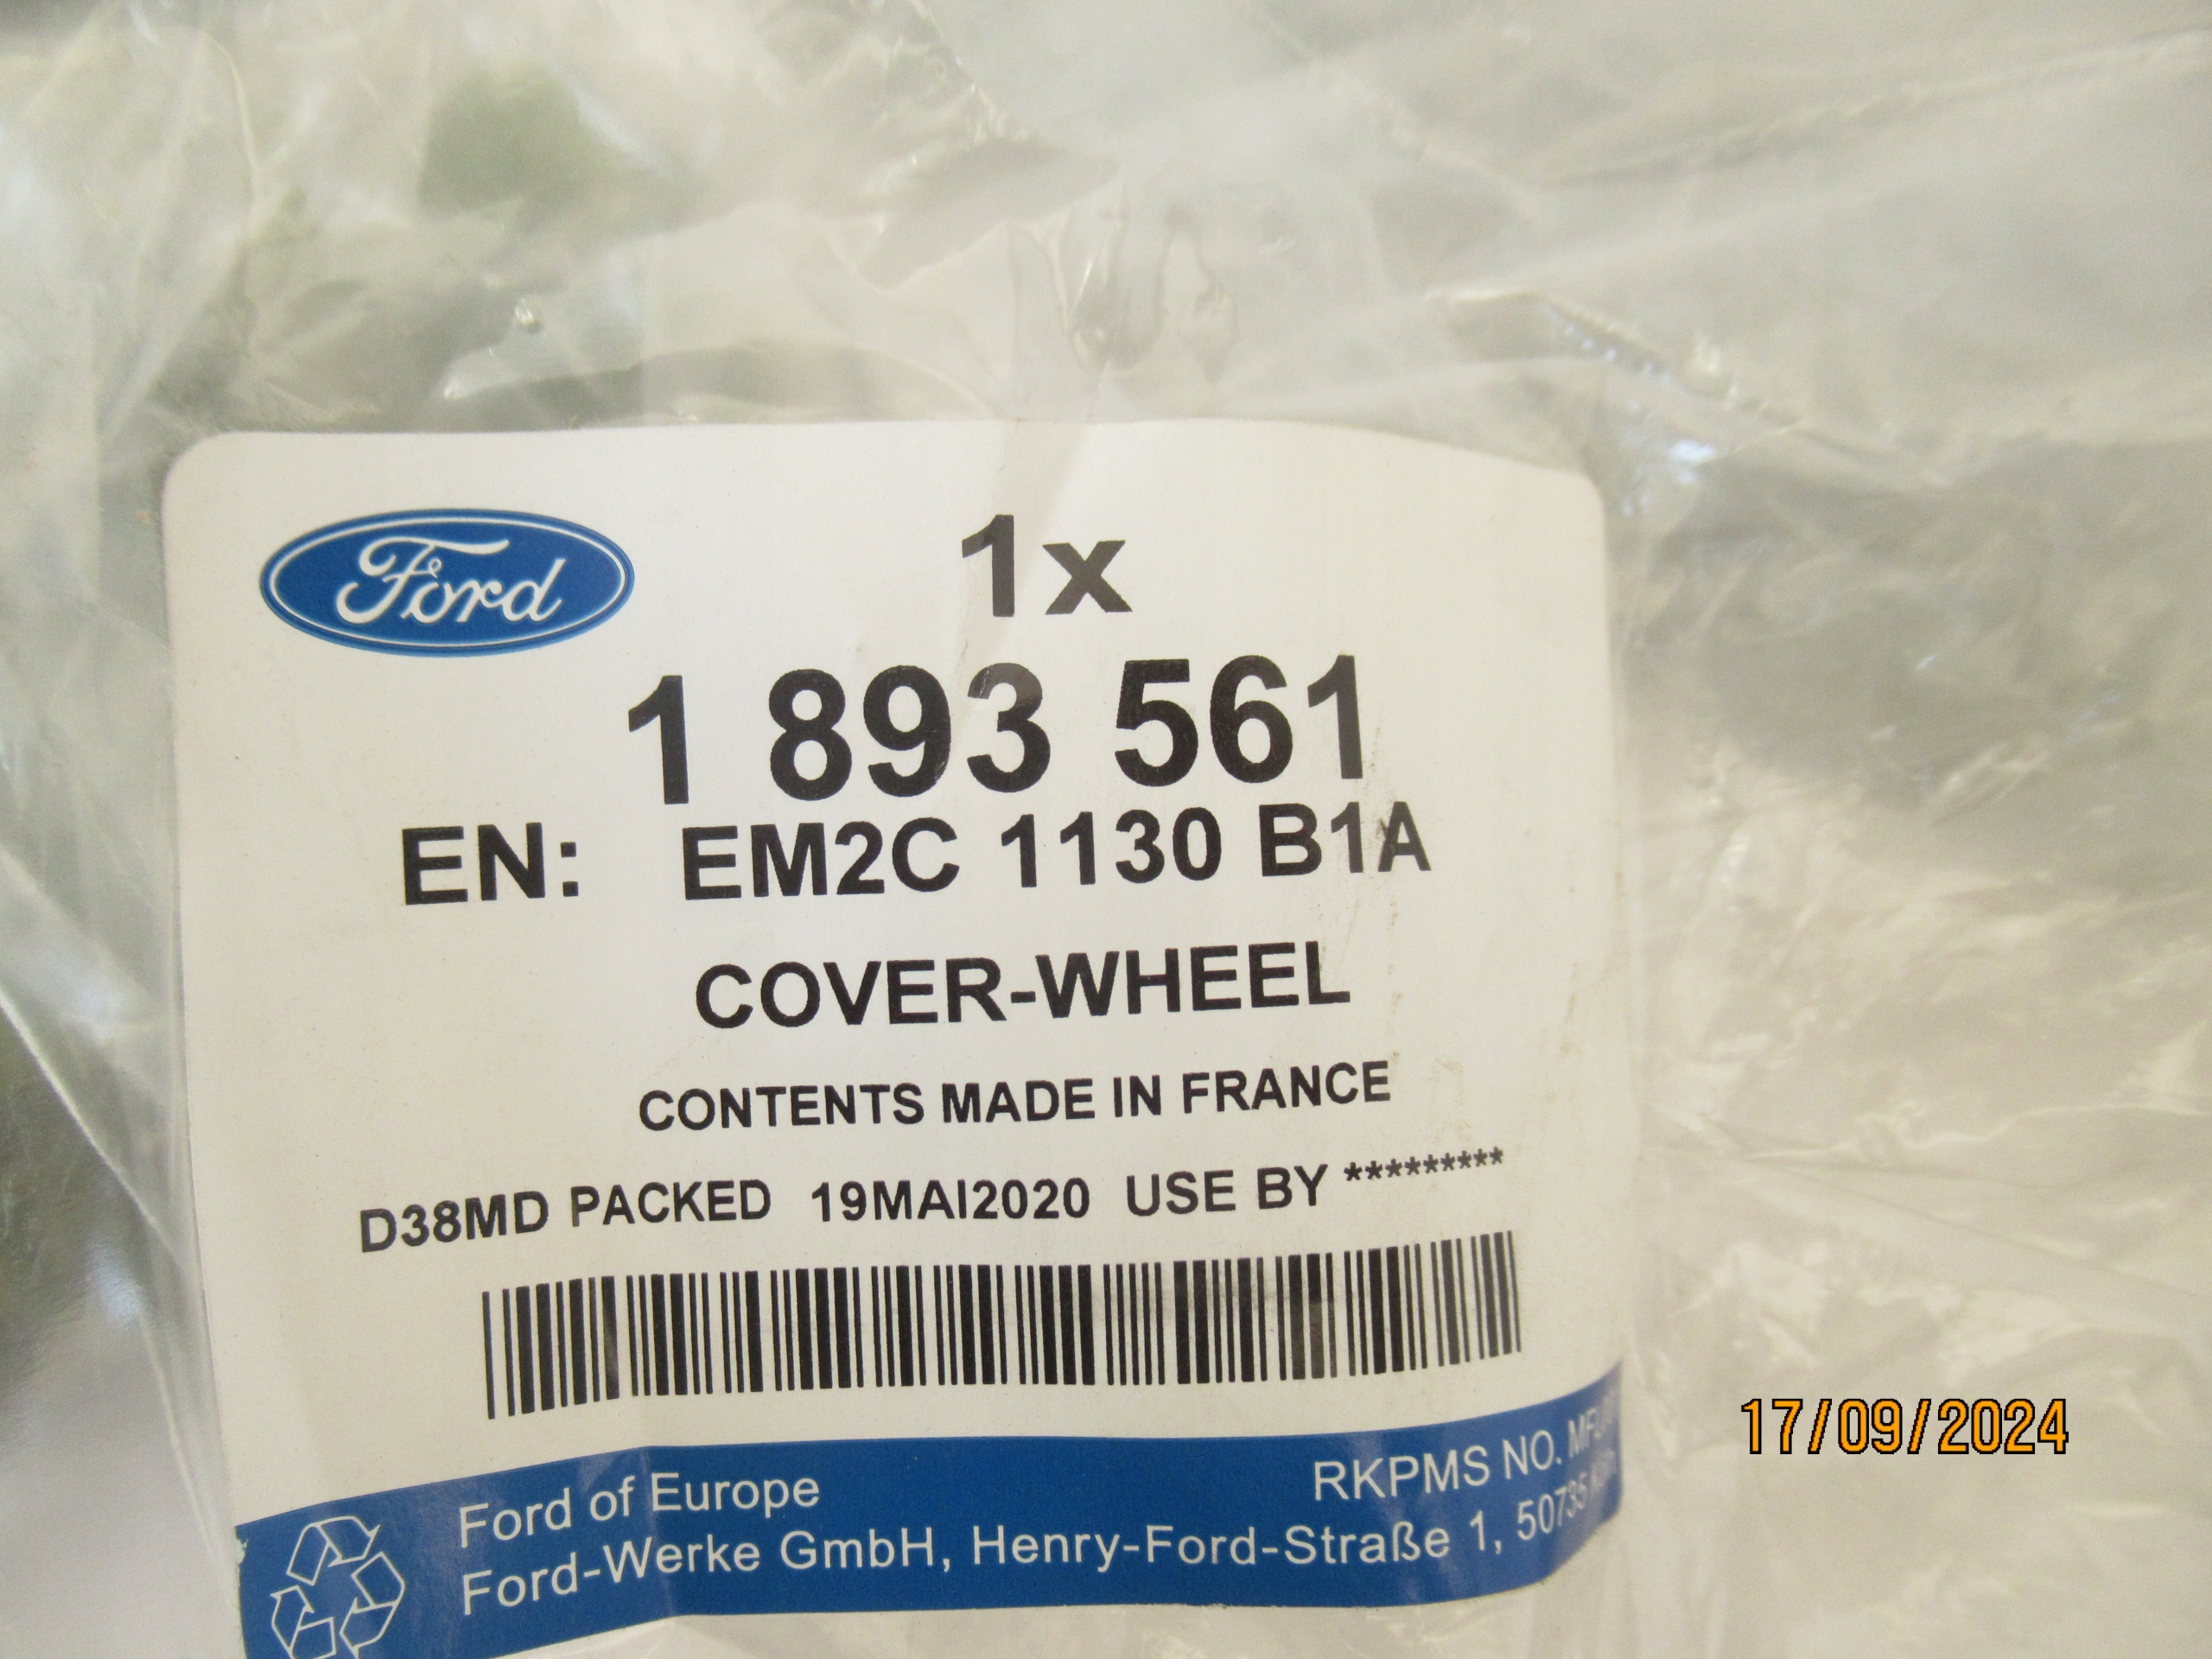 Ford
1x
1 893 561
EN: EM2C 1130 B1A
COVER-WHEEL
CONTENTS MADE IN FRANCE
D38MD PACKED 19MAI2020 USE BY *********
Ford of Europe
RKPMS NO.
Ford-Werke GmbH, Henry-Ford-Straße 1, 50735
17/09/2024